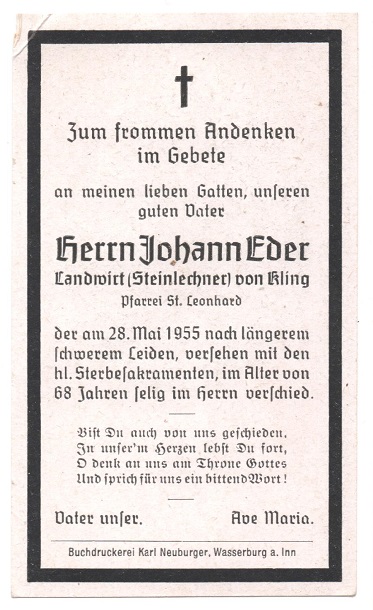 Zum frommen Andenken
im Gebete
an meinen lieben Gatten, unseren
guten Vater
Herrn Johann Eder
Landwirt (Steinlechner) von Kling
Pfarrei St. Leonhard
der am 28. Mai 1955 nach längerem
schwerem Leiden, versehen mit den
hl. Sterbesakramenten, im Alter von
68 Jahren selig im Herrn verschied.
Bist Du auch von uns geschieden,
In unser'm Herzen lebst Du fort,
O denk an uns am Throne Gottes
Und sprich für uns ein bittend Wort!
Vater unser. Ave Maria.
Buchdruckerei Karl Neuburger, Wasserburg a. Inn